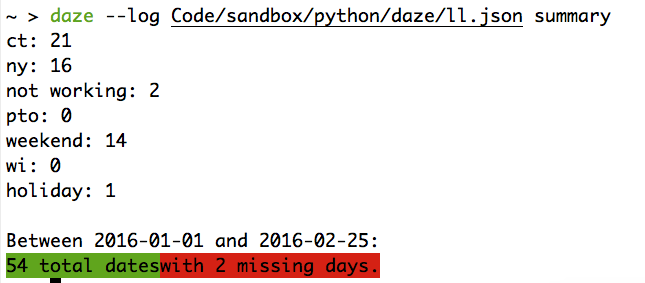 ~ > daze --log Code/sandbox/python/daze/ll.json summary
ct: 21
ny: 16
not working: 2
pto: 0
weekend: 14
wi: 0
holiday: 1
Between 2016-01-01 and 2016-02-25:
54 total dateswith 2 missing days.